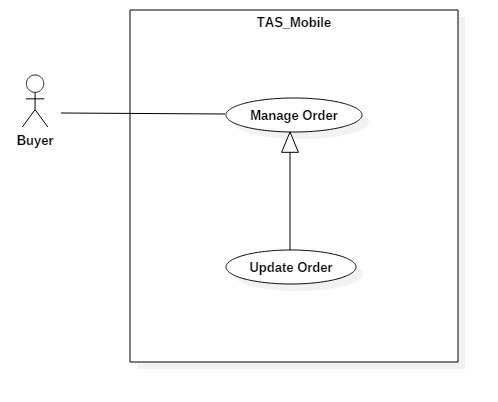 TAS_Mobile
Manage Order
Buyer
Update Order